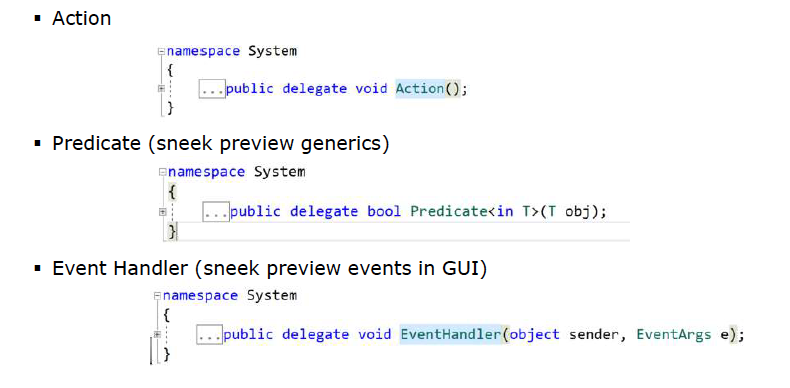 ▪ Action
namespace System
{
...public delegate void Action();
}
▪ Predicate (sneek preview generics)
namespace System
{
...public delegate bool Predicate<in T>(T obj);
}
▪ Event Handler (sneek preview events in GUI)
namespace System
{
...public delegate void EventHandler(object sender, EventArgs e);
}